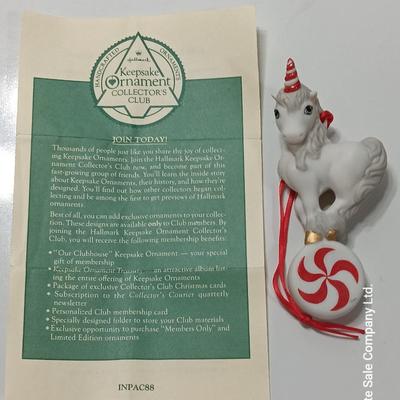 HANDCRAFTED
ORNAMENTS
Hallmark
Keepsake
Ornament
COLLECTOR'S
CLUB
JOIN TODAY!
Thousands of people just like you share the joy of collect-
ing Keepsake Ornaments. Join the Hallmark Keepsake Or-
nament Collector's Club now, and become part of this
fast-growing group of friends. You'll learn the inside story
about Keepsake Ornaments, their history, and how they're
designed. You'll find out how other collectors began col-
lecting and be among the first to get previews of Hallmark
ornaments.
Best of all, you can add exclusive ornaments to your collec-
tion. These designs are available only to Club members. By
joining the Hallmark Keepsake Ornament Collector's
Club, you will receive the following membership benefits:
• "Our Clubhouse" Keepsake Ornament — your special
gift of membership
• Keepsake Ornament Treasury — an attractive album list-
ing the entire offering of Keepsake Ornaments
• Package of exclusive Collector's Club Christmas cards
• Subscription to the Collector's Courier quarterly
newsletter
• Personalized Club membership card
• Specially designed folder to store your Club materials
• Exclusive opportunity to purchase "Members Only" and
Limited Edition ornaments
INPAC88
te Sale Company Ltd.